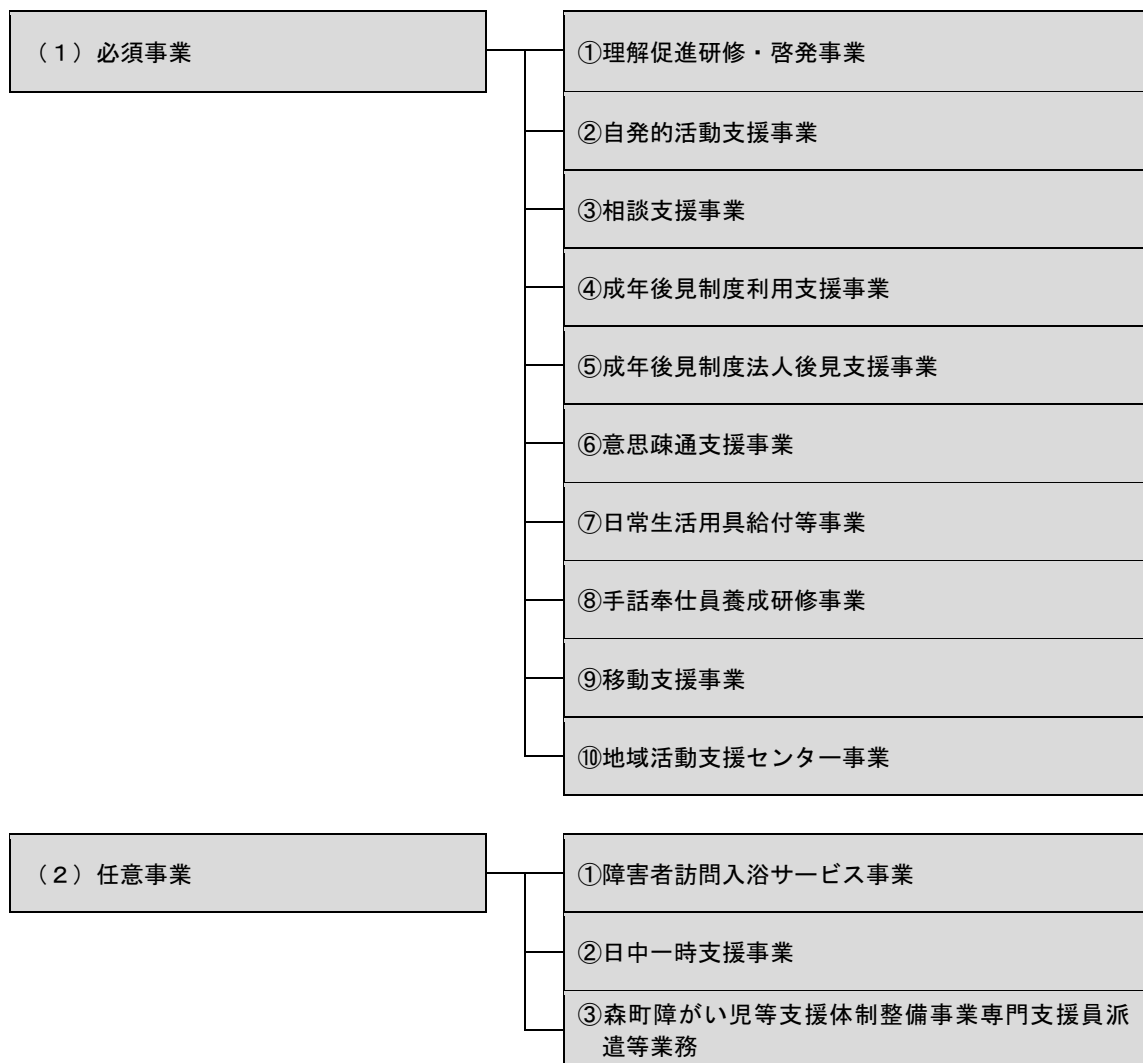 （１）必須事業
①理解促進研修・啓発事業
②自発的活動支援事業
③相談支援事業
④成年後見制度利用支援事業
⑤成年後見制度法人後見支援事業
⑥意思疎通支援事業
⑦日常生活用具給付等事業
⑧手話奉仕員養成研修事業
⑨移動支援事業
⑩地域活動支援センター事業
（２）任意事業
①障害者訪問入浴サービス事業
②日中一時支援事業
③森町障がい児等支援体制整備事業専門支援員派
遣等業務